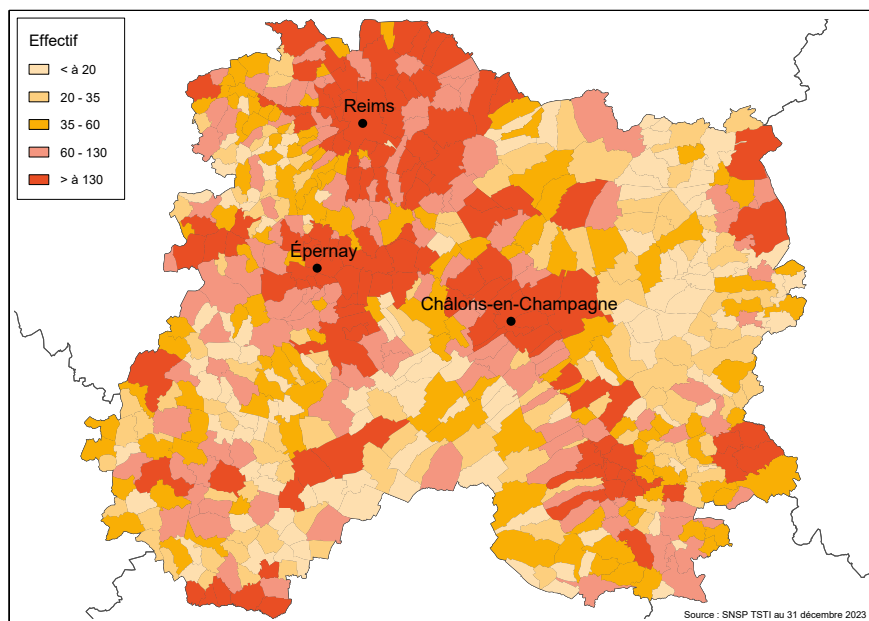 Effectif
< à 20
20 - 35
35 - 60
60 - 130
> à 130
Reims
Épernay
Châlons-en-Champagne
Source : SNSP TSTI au 31 décembre 2023